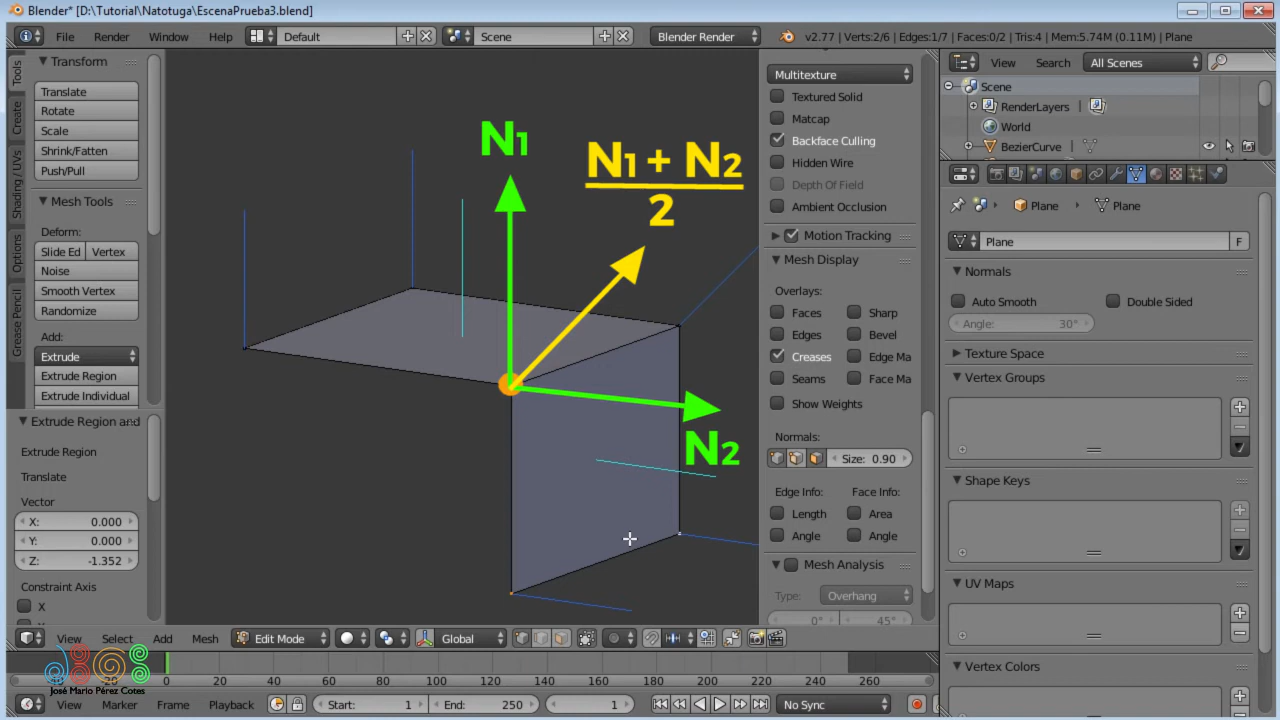 Blender* [D:\Tutorial\Natotuga\EscenaPrueba3.blend]
File Render Window Help Default Scene Blender Render v2.77 | Verts:2/6 | Edges:1/7 | Faces:0/2 | Tris:4 | Mem:5.74M (0.11M) | Plane
Tools
Create
Shading / UVs
Options
Grease Pencil
Transform
Translate
Rotate
Scale
Shrink/Fatten
Push/Pull
Mesh Tools
Deform:
Slide Ed Vertex
Noise
Smooth Vertex
Randomize
Add:
Extrude
Extrude Region
Extrude Individual
Extrude Region and
Extrude Region
Translate
Vector
X: 0.000
Y: 0.000
Z: -1.352
Constraint Axis
X
N1
N1 + N2
2
N2
Multitexture
Textured Solid
Matcap
Backface Culling
Hidden Wire
Depth Of Field
Ambient Occlusion
Motion Tracking
Mesh Display
Overlays:
Faces Sharp
Edges Bevel
Creases Edge Ma
Seams Face Ma
Show Weights
Normals:
Size: 0.90
Edge Info: Face Info:
Length Area
Angle Angle
Mesh Analysis
Type: Overhang
0° 45°
View Search All Scenes
Scene
RenderLayers
World
BezierCurve
Plane Plane
Plane F
Normals
Auto Smooth Double Sided
Angle: 30°
Texture Space
Vertex Groups
Shape Keys
UV Maps
Vertex Colors
View Select Add Mesh Edit Mode Global
0 20 40 60 80 100 120 140 160 180 200 220 240 260
José Mario Pérez Cotes
View Marker Frame Playback Start: 1 End: 250 1 No Sync